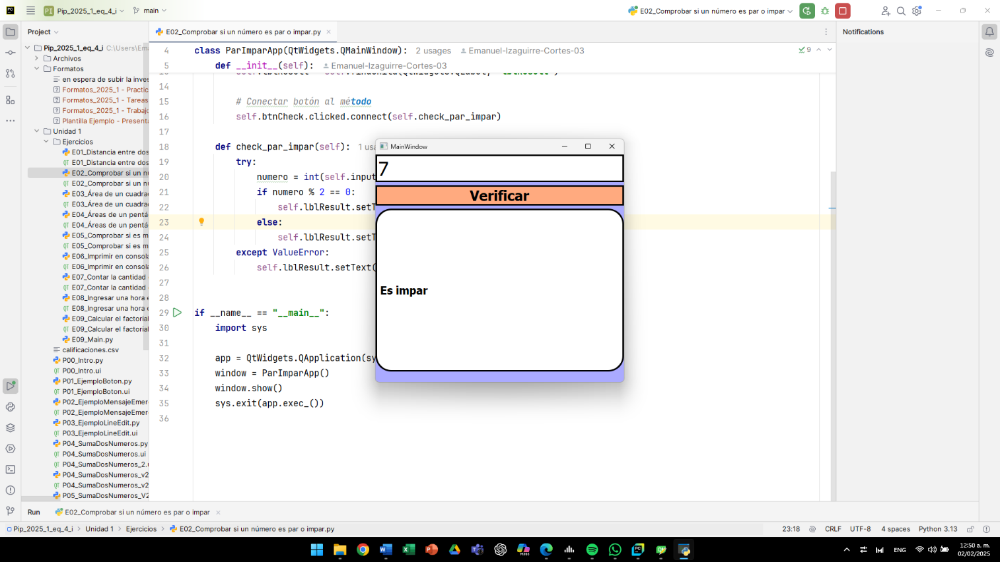 PC
PI Pip_2025_1_eq_4_i
main
E02_Comprobar si un número es par o impar
Project
E02_Comprobar si un número es par o impar.py
Notifications
Pip_2025_1_eq_4_i C:\Users\Ema
Archivos
Formatos
en espera de subir la inves
Formatos_2025_1 - Practic
Formatos_2025_1 - Tareas
Formatos_2025_1 - Trabajo
Plantilla Ejemplo - Present
Unidad 1
Ejercicios
E01_Distancia entre dos
E01_Distancia entre dos
E02_Comprobar si un n
E02_Comprobar si un n
E03_Área de un cuadra
E03_Área de un cuadra
E04_Áreas de un pentá
E04_Áreas de un pentá
E05_Comprobar si es m
E05_Comprobar si es m
E06_Imprimir en consola
E06_Imprimir en consola
E07_Contar la cantidad
E07_Contar la cantidad
E08_Ingresar una hora e
E08_Ingresar una hora e
E09_Calcular el factorial
E09_Calcular el factorial
E09_Main.py
calificaciones.csv
P00_Intro.py
P00_Intro.ui
P01_EjemploBoton.py
P01_EjemploBoton.ui
P02_EjemploMensajeEmer
P02_EjemploMensajeEmer
P03_EjemploLineEdit.py
P03_EjemploLineEdit.ui
P04_SumaDosNumeros.py
P04_SumaDosNumeros.ui
P04_SumaDosNumeros_2.u
P04_SumaDosNumeros_v2
P04_SumaDosNumeros_v2
P05_SumaDosNumeros_V2
4 class ParImparApp(QtWidgets.QMainWindow): 2 usages Emanuel-Izaguirre-Cortes-03
9
5 def __init__(self): Emanuel-Izaguirre-Cortes-03
14
15 # Conectar botón al método
16 self.btnCheck.clicked.connect(self.check_par_impar)
17
18 def check_par_impar(self): 1 usa
19 try:
20 numero = int(self.input
21 if numero % 2 == 0:
22 self.lblResult.setT
23 else:
24 self.lblResult.setT
25 except ValueError:
26 self.lblResult.setText(
27
28
29 if __name__ == "__main__":
30 import sys
31
32 app = QtWidgets.QApplication(sy
33 window = ParImparApp()
34 window.show()
35 sys.exit(app.exec_())
36
MainWindow
7
Verificar
Es impar
Run
E02_Comprobar si un número es par o impar
Pip_2025_1_eq_4_i > Unidad 1 > Ejercicios > E02_Comprobar si un número es par o impar.py
23:18 CRLF UTF-8 4 spaces Python 3.13
ENG
12:50 a. m.
02/02/2025